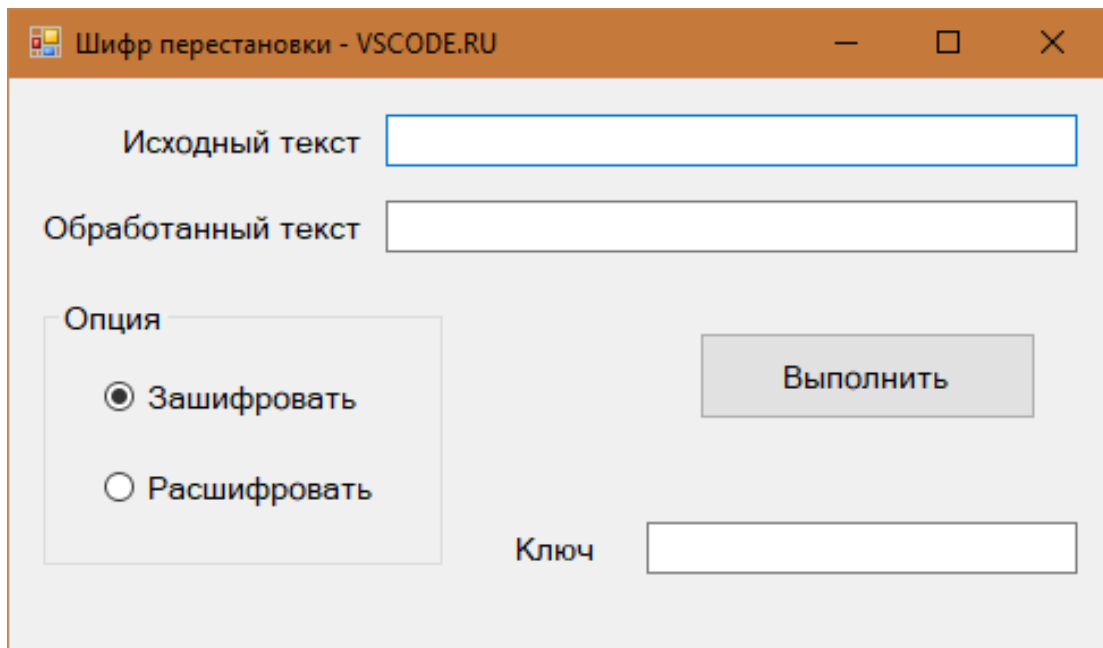 Шифр перестановки - VSCODE.RU
Исходный текст
Обработанный текст
Опция
Зашифровать
Выполнить
Расшифровать
Ключ